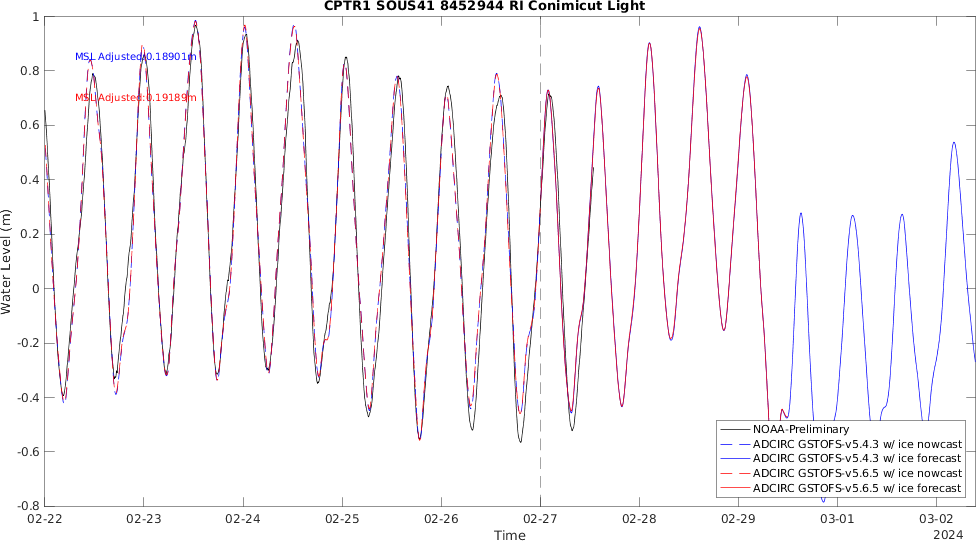 CPTR1 SOUS41 8452944 RI Conimicut Light
MSL Adjusted:0.18901m
MSL Adjusted:0.19189m
Water Level (m)
1
0.8
0.6
0.4
0.2
0
-0.2
-0.4
-0.6
-0.8
NOAA-Preliminary
ADCIRC GSTOFS-v5.4.3 w/ ice nowcast
ADCIRC GSTOFS-v5.4.3 w/ ice forecast
ADCIRC GSTOFS-v5.6.5 w/ ice nowcast
ADCIRC GSTOFS-v5.6.5 w/ ice forecast
02-22 02-23 02-24 02-25 02-26 02-27 02-28 02-29 03-01 03-02
Time
2024